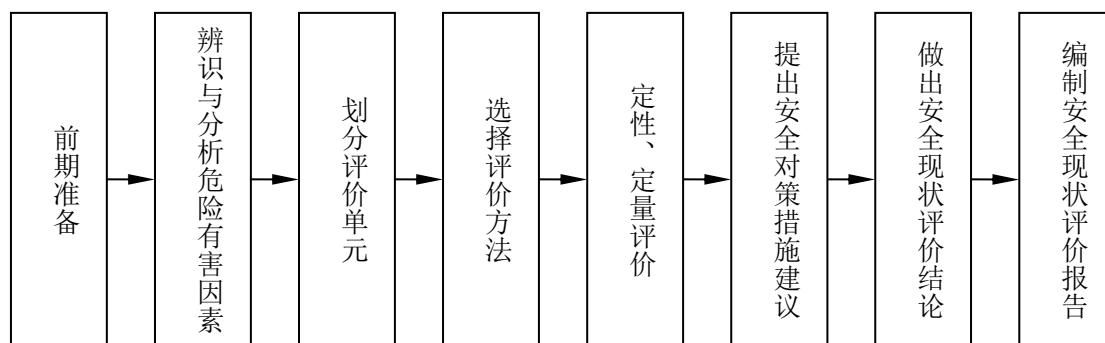 前期准备
辨识与分析危险有害因素
划分评价单元
选择评价方法
定性、定量评价
提出安全对策措施建议
做出安全现状评价结论
编制安全现状评价报告